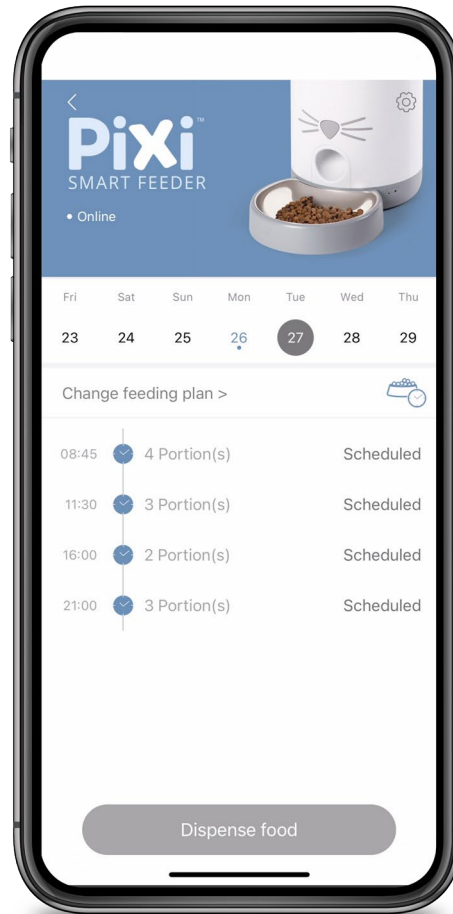 PiXi™
SMART FEEDER
• Online
Fri Sat Sun Mon Tue Wed Thu
23 24 25 26 27 28 29
Change feeding plan >
08:45 4 Portion(s) Scheduled
11:30 3 Portion(s) Scheduled
16:00 2 Portion(s) Scheduled
21:00 3 Portion(s) Scheduled
Dispense food